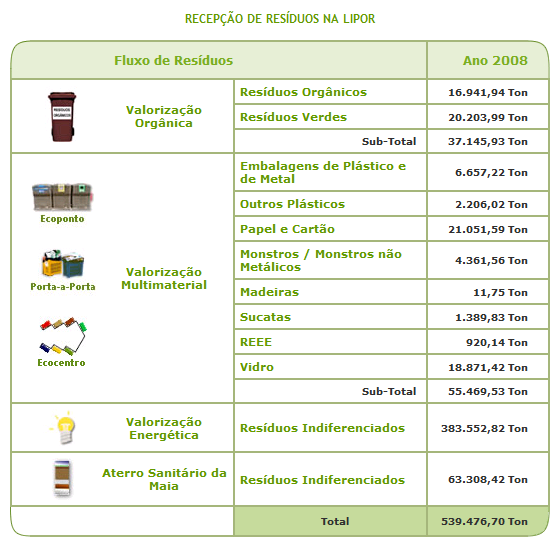 RECEPÇÃO DE RESÍDUOS NA LIPOR
Fluxo de Resíduos
Ano 2008
RESIDUOS
ORGÂNICOS
Valorização
Orgânica
Resíduos Orgânicos
16.941,94 Ton
Resíduos Verdes
20.203,99 Ton
Sub-Total
37.145,93 Ton
Ecoponto
Porta-a-Porta
Ecocentro
Valorização
Multimaterial
Embalagens de Plástico e
de Metal
6.657,22 Ton
Outros Plásticos
2.206,02 Ton
Papel e Cartão
21.051,59 Ton
Monstros / Monstros não
Metálicos
4.361,56 Ton
Madeiras
11,75 Ton
Sucatas
1.389,83 Ton
REEE
920,14 Ton
Vidro
18.871,42 Ton
Sub-Total
55.469,53 Ton
Valorização
Energética
Resíduos Indiferenciados
383.552,82 Ton
Aterro Sanitário da
Maia
Resíduos Indiferenciados
63.308,42 Ton
Total
539.476,70 Ton